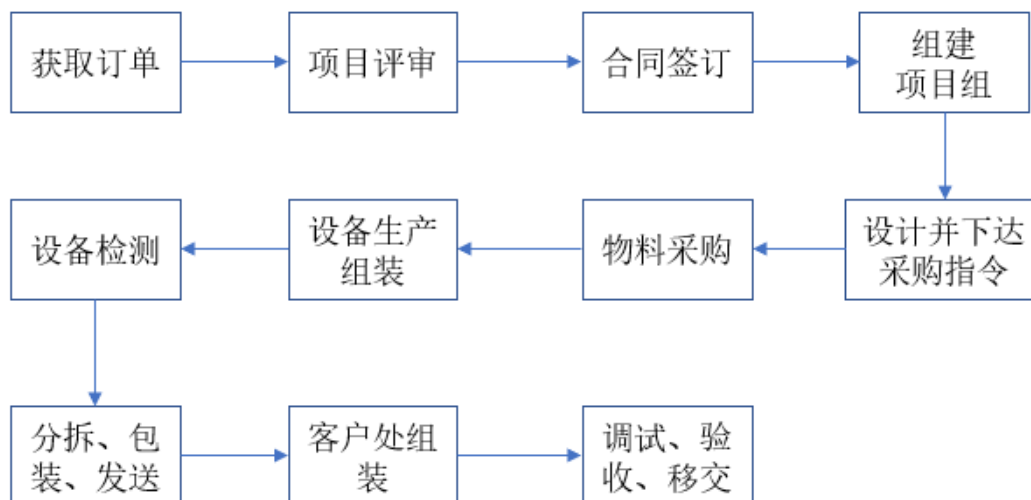 获取订单
项目评审
合同签订
组建
项目组
设计并下达
采购指令
物料采购
设备生产
组装
设备检测
分拆、包
装、发送
客户处组
装
调试、验
收、移交